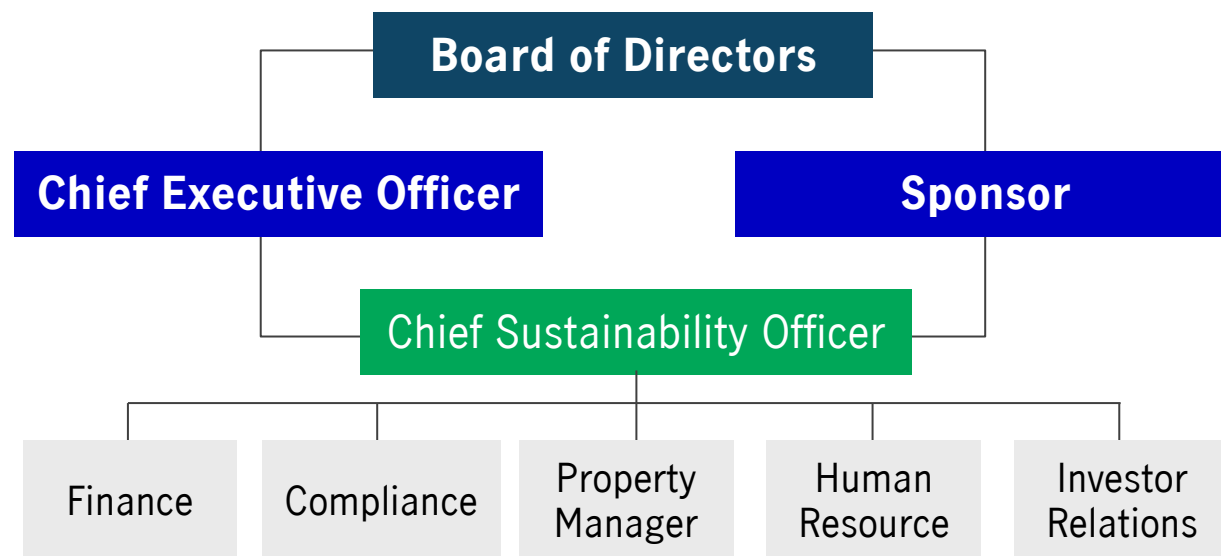 Board of Directors
Chief Executive Officer
Sponsor
Chief Sustainability Officer
Finance
Compliance
Property
Manager
Human
Resource
Investor
Relations